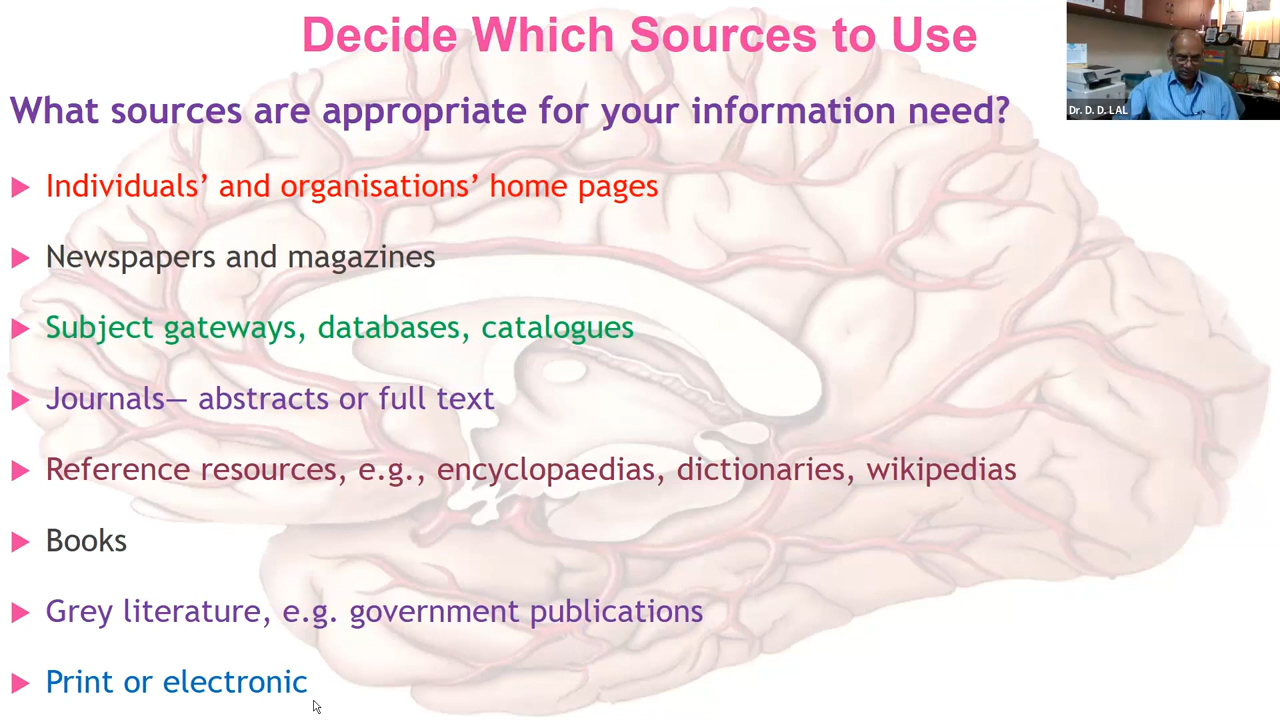 Decide Which Sources to Use
Dr. D. D. LAL
What sources are appropriate for your information need?
Individuals’ and organisations’ home pages
Newspapers and magazines
Subject gateways, databases, catalogues
Journals— abstracts or full text
Reference resources, e.g., encyclopaedias, dictionaries, wikipedias
Books
Grey literature, e.g. government publications
Print or electronic